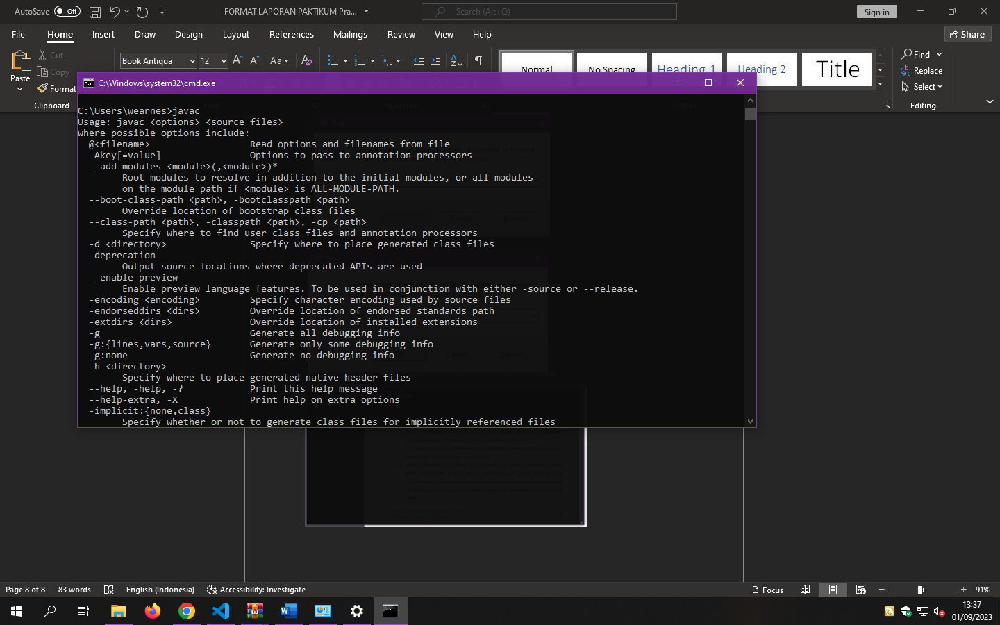 AutoSave Off FORMAT LAPORAN PAKTIKUM Pra... Search (Alt+Q) Sign in
File Home Insert Draw Design Layout References Mailings Review View Help Share
Cut
Copy
Paste
Format
Clipboard
Book Antiqua 12
Aa
Normal No Spacing Heading 1 Heading 2 Title
Find
Replace
Select
Editing
Font Paragraph Styles
C:\Windows\system32\cmd.exe
C:\Users\wearnes>javac
Usage: javac <options> <source files>
where possible options include:
  @<filename>                  Read options and filenames from file
  -Akey[=value]                Options to pass to annotation processors
  --add-modules <module>(,<module>)*
        Root modules to resolve in addition to the initial modules, or all modules
        on the module path if <module> is ALL-MODULE-PATH.
  --boot-class-path <path>, -bootclasspath <path>
        Override location of bootstrap class files
  --class-path <path>, -classpath <path>, -cp <path>
        Specify where to find user class files and annotation processors
  -d <directory>               Specify where to place generated class files
  -deprecation
        Output source locations where deprecated APIs are used
  --enable-preview
        Enable preview language features. To be used in conjunction with either -source or --release.
  -encoding <encoding>         Specify character encoding used by source files
  -endorseddirs <dirs>         Override location of endorsed standards path
  -extdirs <dirs>              Override location of installed extensions
  -g                           Generate all debugging info
  -g:{lines,vars,source}       Generate only some debugging info
  -g:none                      Generate no debugging info
  -h <directory>
        Specify where to place generated native header files
  --help, -help, -?            Print this help message
  --help-extra, -X             Print help on extra options
  -implicit:{none,class}
        Specify whether or not to generate class files for implicitly referenced files
Page 8 of 8 83 words English (Indonesia) Accessibility: Investigate Focus 91%
13:37
01/09/2023